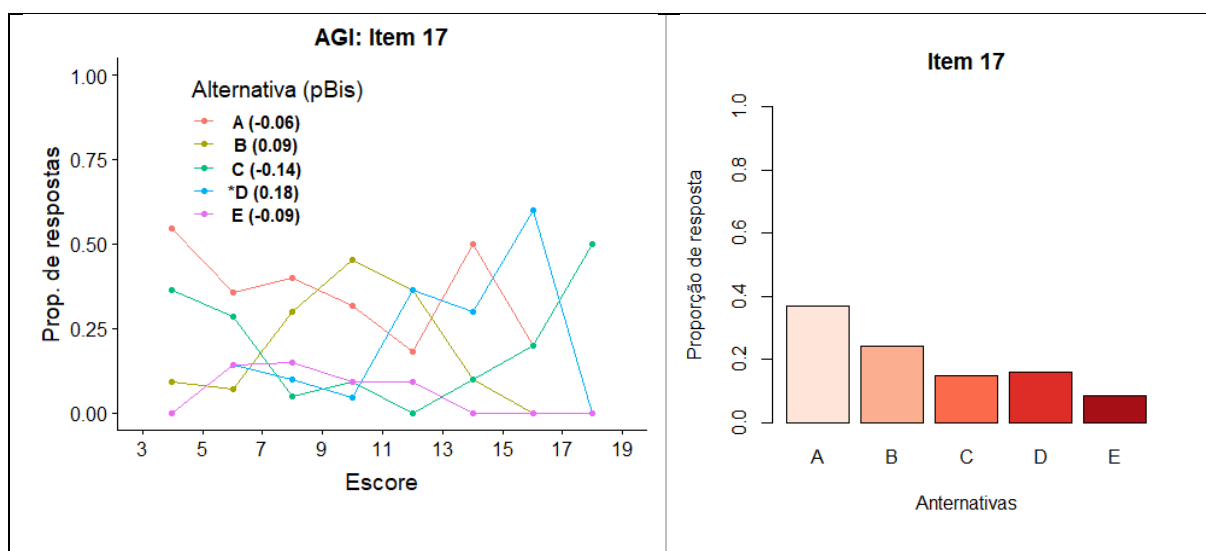 AGI: Item 17
Alternativa (pBis)
A (-0.06)
B (0.09)
C (-0.14)
*D (0.18)
E (-0.09)
Prop. de respostas
1.00
0.75
0.50
0.25
0.00
3 5 7 9 11 13 15 17 19
Escore
Item 17
Proporção de resposta
1.0
0.8
0.6
0.4
0.2
0.0
A B C D E
Anternativas